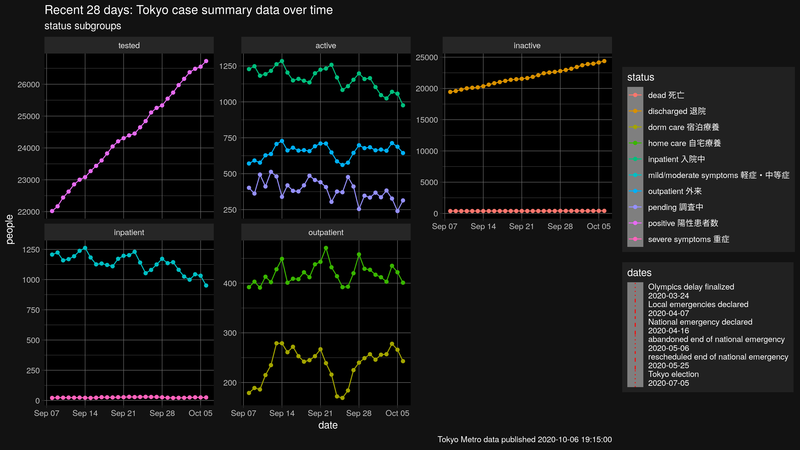 Recent 28 days: Tokyo case summary data over time
status subgroups
tested
active
inactive
26000
25000
24000
23000
22000
1250
1000
750
500
250
25000
20000
15000
10000
5000
0
Sep 07 Sep 14 Sep 21 Sep 28 Oct 05
inpatient
outpatient
1250
1000
750
500
250
0
400
300
200
Sep 07 Sep 14 Sep 21 Sep 28 Oct 05
Sep 07 Sep 14 Sep 21 Sep 28 Oct 05
people
date
status
dead 死亡
discharged 退院
dorm care 宿泊療養
home care 自宅療養
inpatient 入院中
mild/moderate symptoms 軽症・中等症
outpatient 外来
pending 調査中
positive 陽性患者数
severe symptoms 重症
dates
Olympics delay finalized
2020-03-24
Local emergencies declared
2020-04-07
National emergency declared
2020-04-16
abandoned end of national emergency
2020-05-06
rescheduled end of national emergency
2020-05-25
Tokyo election
2020-07-05
Tokyo Metro data published 2020-10-06 19:15:00